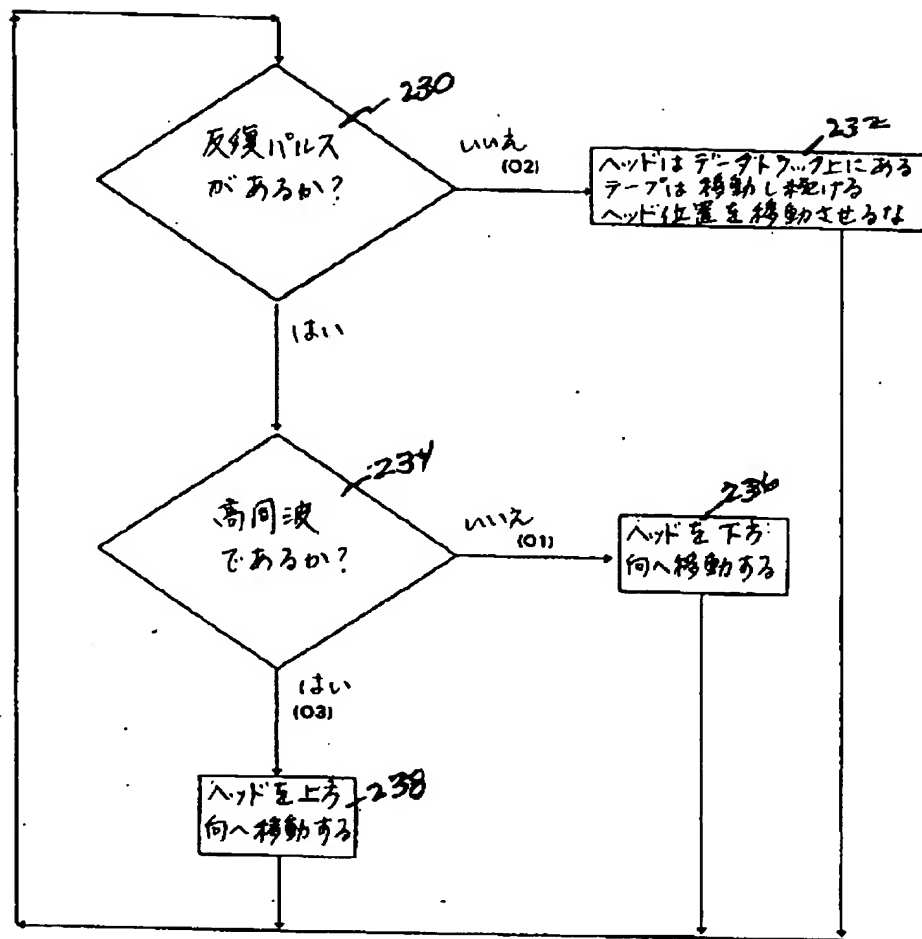 230
反復パルス
があるか?
いいえ
(02)
232
ヘッドはデータトラック上にある
テープは移動し続ける
ヘッド位置を移動させるな
はい
234
高周波
であるか?
いいえ
(01)
236
ヘッドを下方
向へ移動する
はい
(03)
238
ヘッドを上方
向へ移動する